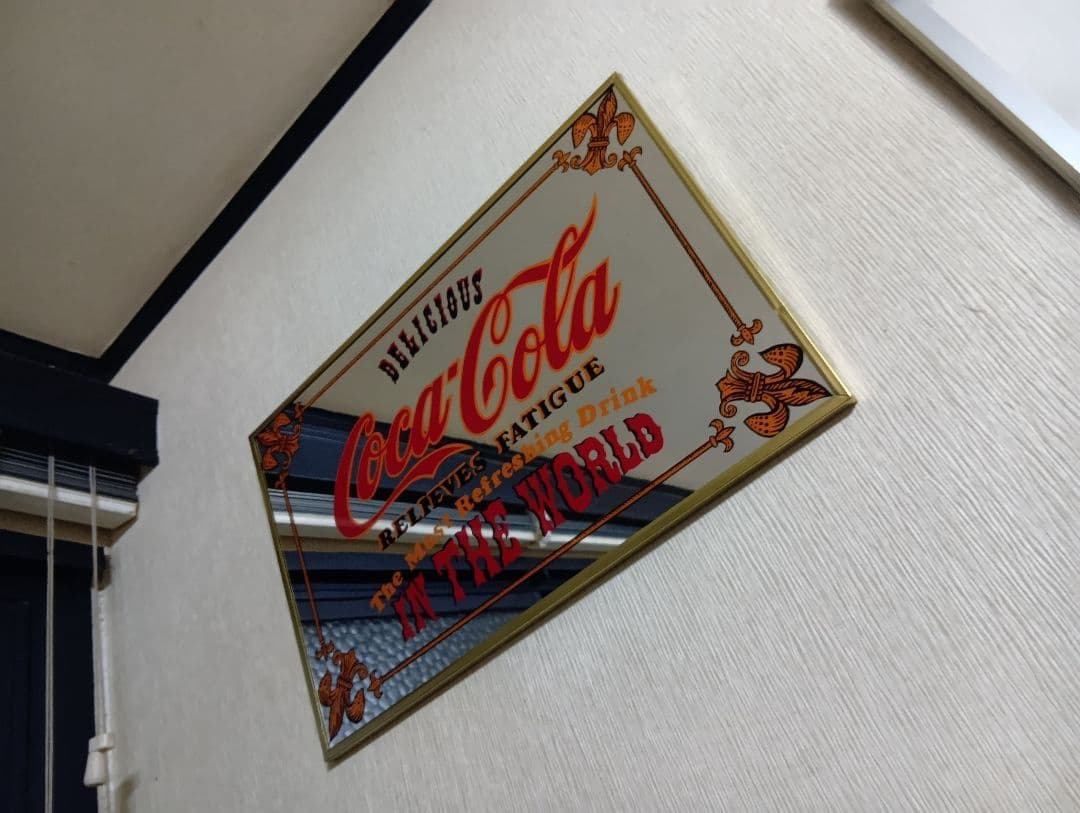 DELICIOUS
Coca-Cola
RELIEVES FATIGUE
The Most Refreshing Drink
IN THE WORLD